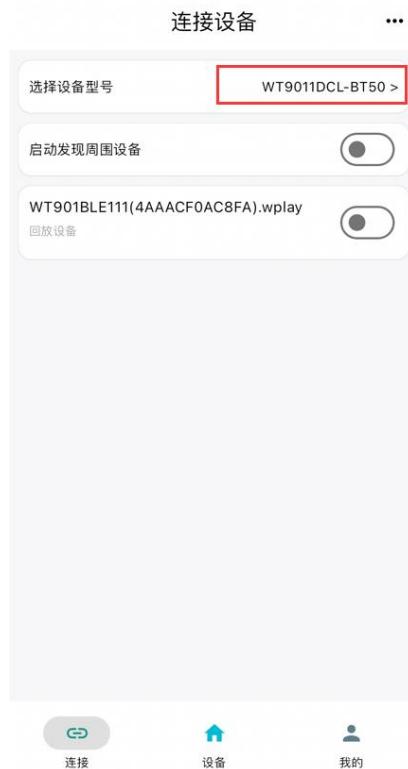 连接设备
选择设备型号 WT9011DCL-BT50 >
启动发现周围设备
WT901BLE111(4AAACF0AC8FA).wplay
回放设备
连接 设备 我的